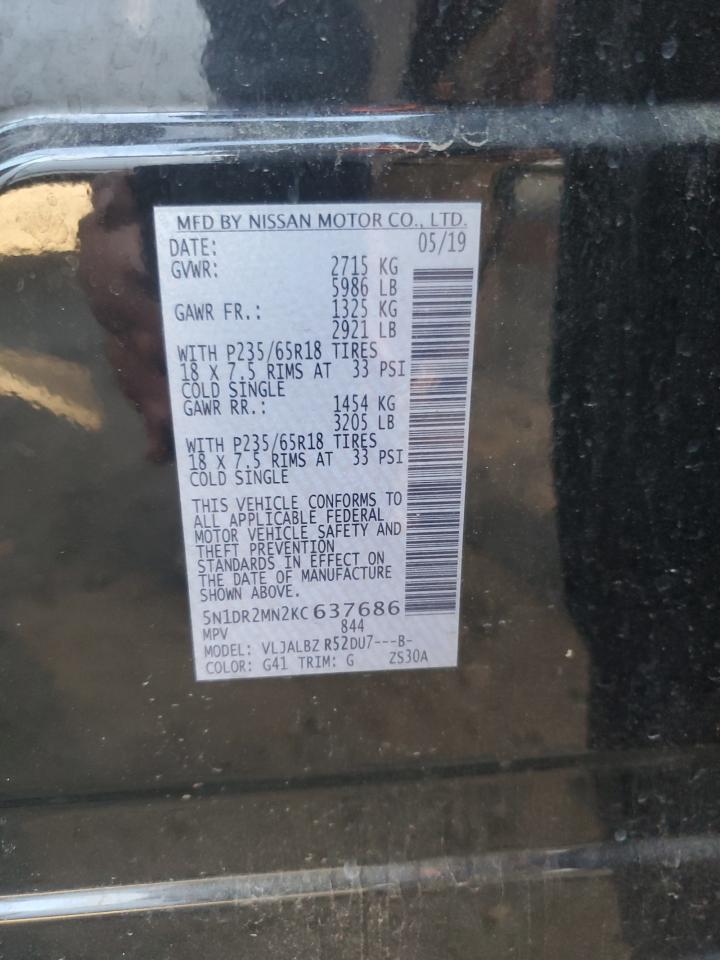 MFD BY NISSAN MOTOR CO., LTD.
DATE: 05/19
GVWR: 2715 KG
5986 LB
GAWR FR.: 1325 KG
2921 LB
WITH P235/65R18 TIRES
18 X 7.5 RIMS AT 33 PSI
COLD SINGLE
GAWR RR.: 1454 KG
3205 LB
WITH P235/65R18 TIRES
18 X 7.5 RIMS AT 33 PSI
COLD SINGLE
THIS VEHICLE CONFORMS TO
ALL APPLICABLE FEDERAL
MOTOR VEHICLE SAFETY AND
THEFT PREVENTION
STANDARDS IN EFFECT ON
THE DATE OF MANUFACTURE
SHOWN ABOVE.
5N1DR2MN2KC637686
MPV 844
MODEL: VLJALBZ R52DU7---B-
COLOR: G41 TRIM: G ZS30A